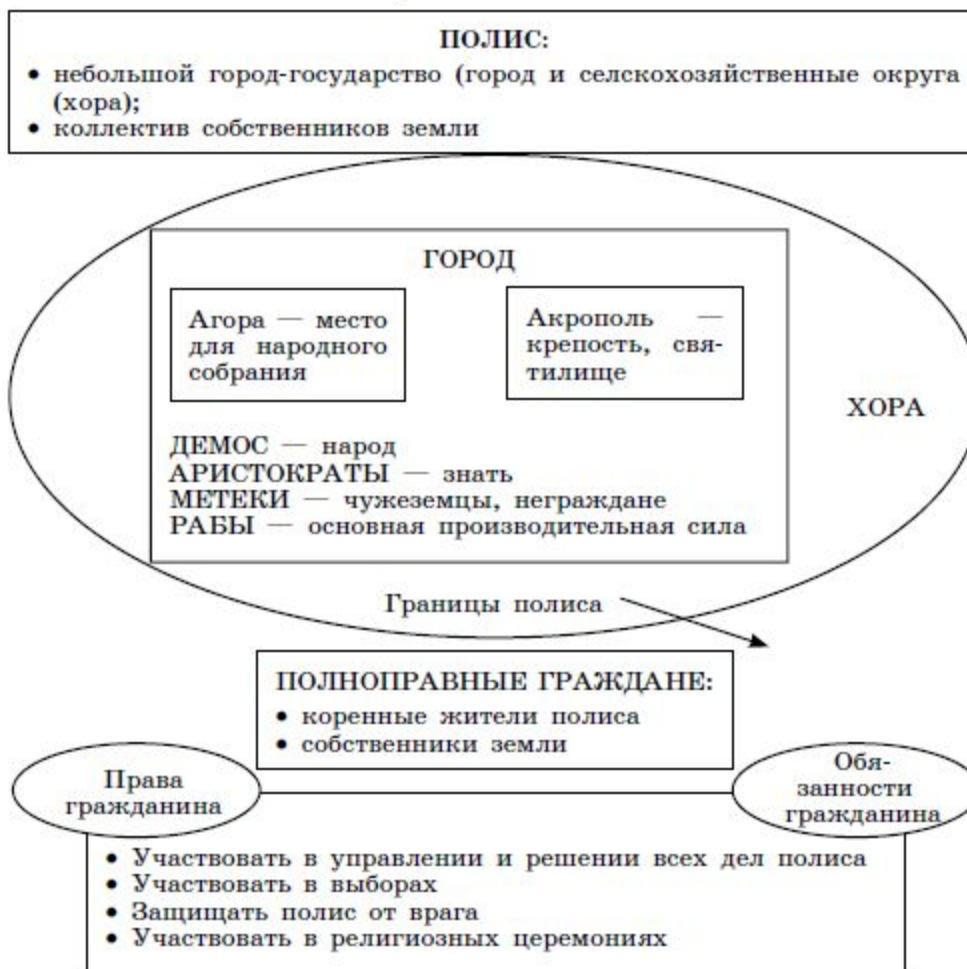 ПОЛИС:
• небольшой город-государство (город и селскохозяйственные округа
(хора);
• коллектив собственников земли
ГОРОД
Агора — место
для народного
собрания
Акрополь —
крепость, свя-
тилище
ХОРА
ДЕМОС — народ
АРИСТОКРАТЫ — знать
МЕТЕКИ — чужеземцы, неграждане
РАБЫ — основная производительная сила
Границы полиса
ПОЛНОПРАВНЫЕ ГРАЖДАНЕ:
• коренные жители полиса
• собственники земли
Права
гражданина
Обя-
занности
гражданина
• Участвовать в управлении и решении всех дел полиса
• Участвовать в выборах
• Защищать полис от врага
• Участвовать в религиозных церемониях